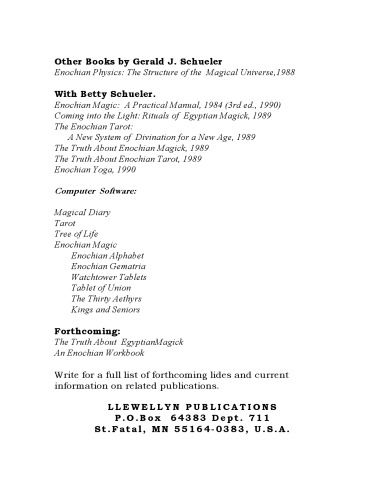 Other Books by Gerald J. Schueler
Enochian Physics: The Structure of the Magical Universe,1988
With Betty Schueler.
Enochian Magic: A Practical Manual, 1984 (3rd ed., 1990)
Coming into the Light: Rituals of Egyptian Magick, 1989
The Enochian Tarot:
A New System of Divination for a New Age, 1989
The Truth About Enochian Magick, 1989
The Truth About Enochian Tarot, 1989
Enochian Yoga, 1990
Computer Software:
Magical Diary
Tarot
Tree of Life
Enochian Magic
Enochian Alphabet
Enochian Gematria
Watchtower Tablets
Tablet of Union
The Thirty Aethyrs
Kings and Seniors
Forthcoming:
The Truth About EgyptianMagick
An Enochian Workbook
Write for a full list of forthcoming lides and current
information on related publications.
LLEWELLYN PUBLICATIONS
P.O.Box 64383 Dept. 711
St.Fatal, MN 55164-0383, U.S.A.